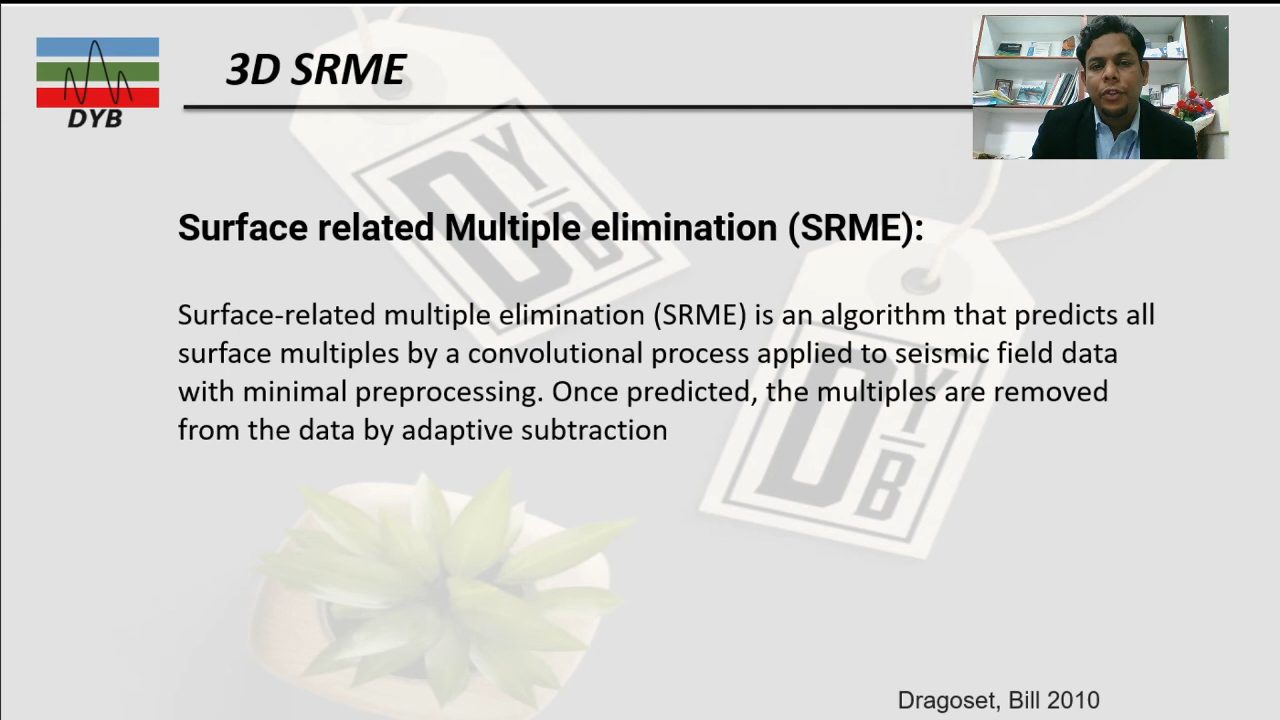 3D SRME
DYB
DYB
Surface related Multiple elimination (SRME):
Surface-related multiple elimination (SRME) is an algorithm that predicts all
surface multiples by a convolutional process applied to seismic field data
with minimal preprocessing. Once predicted, the multiples are removed
from the data by adaptive subtraction
DYB
Dragoset, Bill 2010